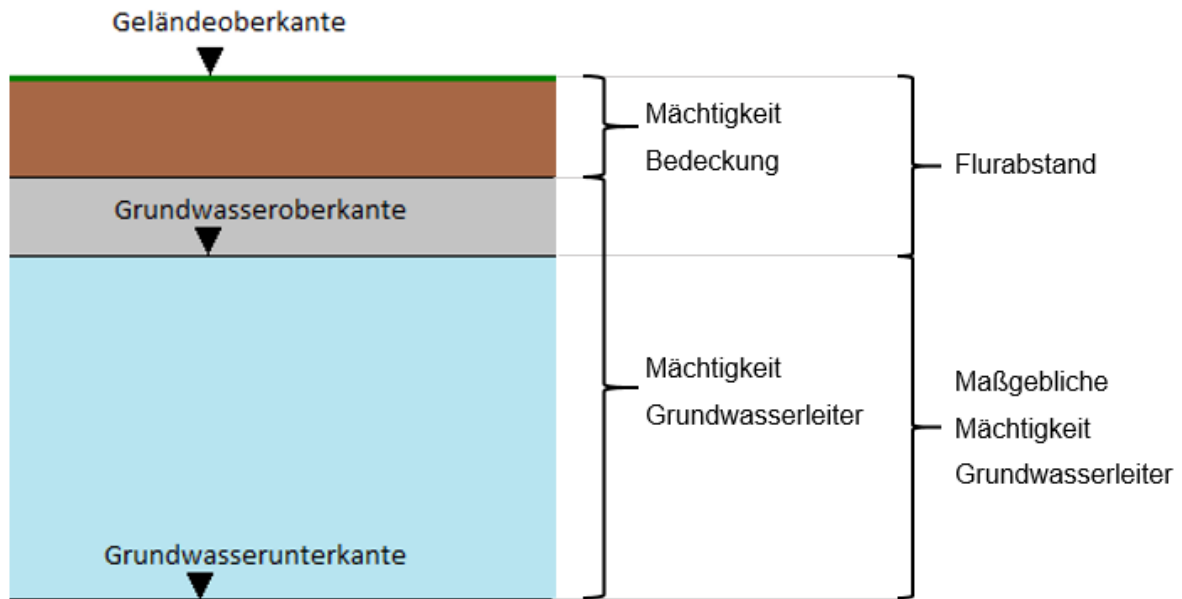 Geländeoberkante
Mächtigkeit
Bedeckung
Flurabstand
Grundwasseroberkante
Mächtigkeit
Grundwasserleiter
Maßgebliche
Mächtigkeit
Grundwasserleiter
Grundwasserunterkante